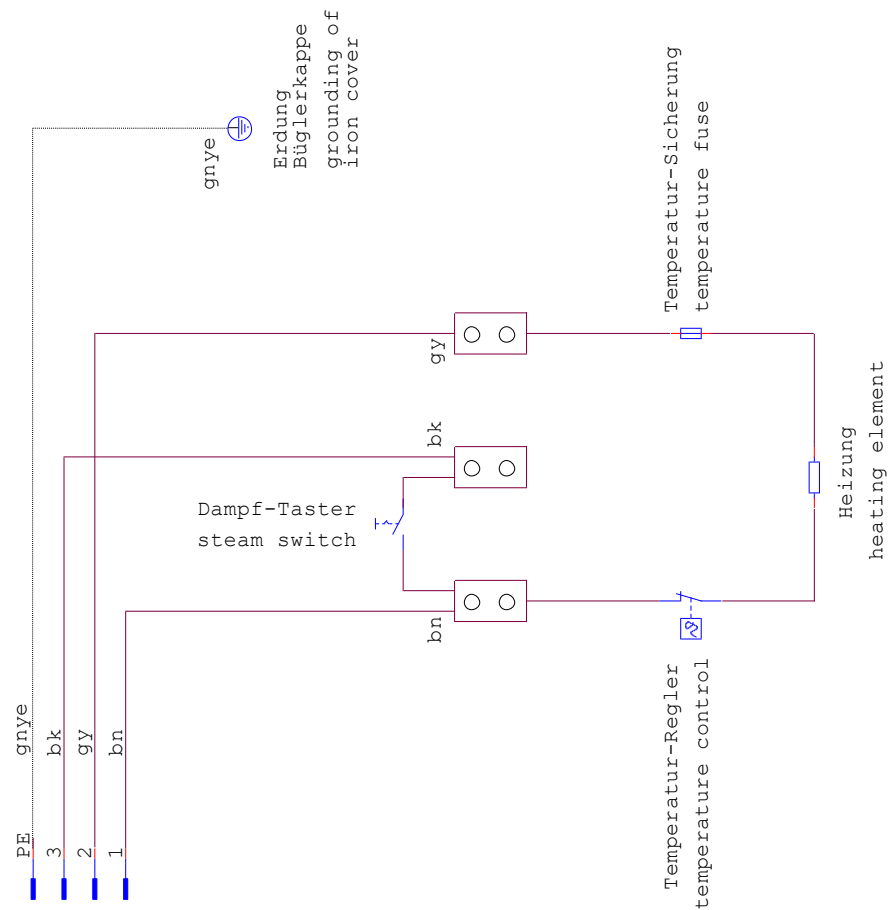 Erdung
Büglerkappe
grounding of
iron cover
gnye
Temperatur-Sicherung
temperature fuse
gy
bk
Dampf-Taster
steam switch
bn
Heizung
heating element
Temperatur-Regler
temperature control
gnye
bk
gy
bn
PE
3
2
1